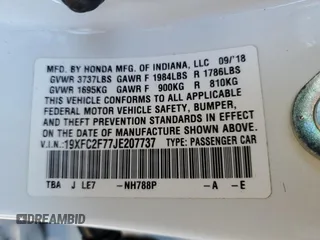 MFD. BY HONDA MFG. OF INDIANA, LLC 09/'18
GVWR 3737LBS GAWR F 1984LBS R 1786LBS
GVWR 1695KG GAWR F 900KG R 810KG
THIS VEHICLE CONFORMS TO ALL APPLICABLE
FEDERAL MOTOR VEHICLE SAFETY, BUMPER,
AND THEFT PREVENTION STANDARDS IN EFFECT
ON THE DATE OF MANUFACTURE SHOWN ABOVE.
V.I.N.:19XFC2F77JE207737 TYPE: PASSENGER CAR
TBA J LE7 -NH788P -A -E
CARDBASE.INFO